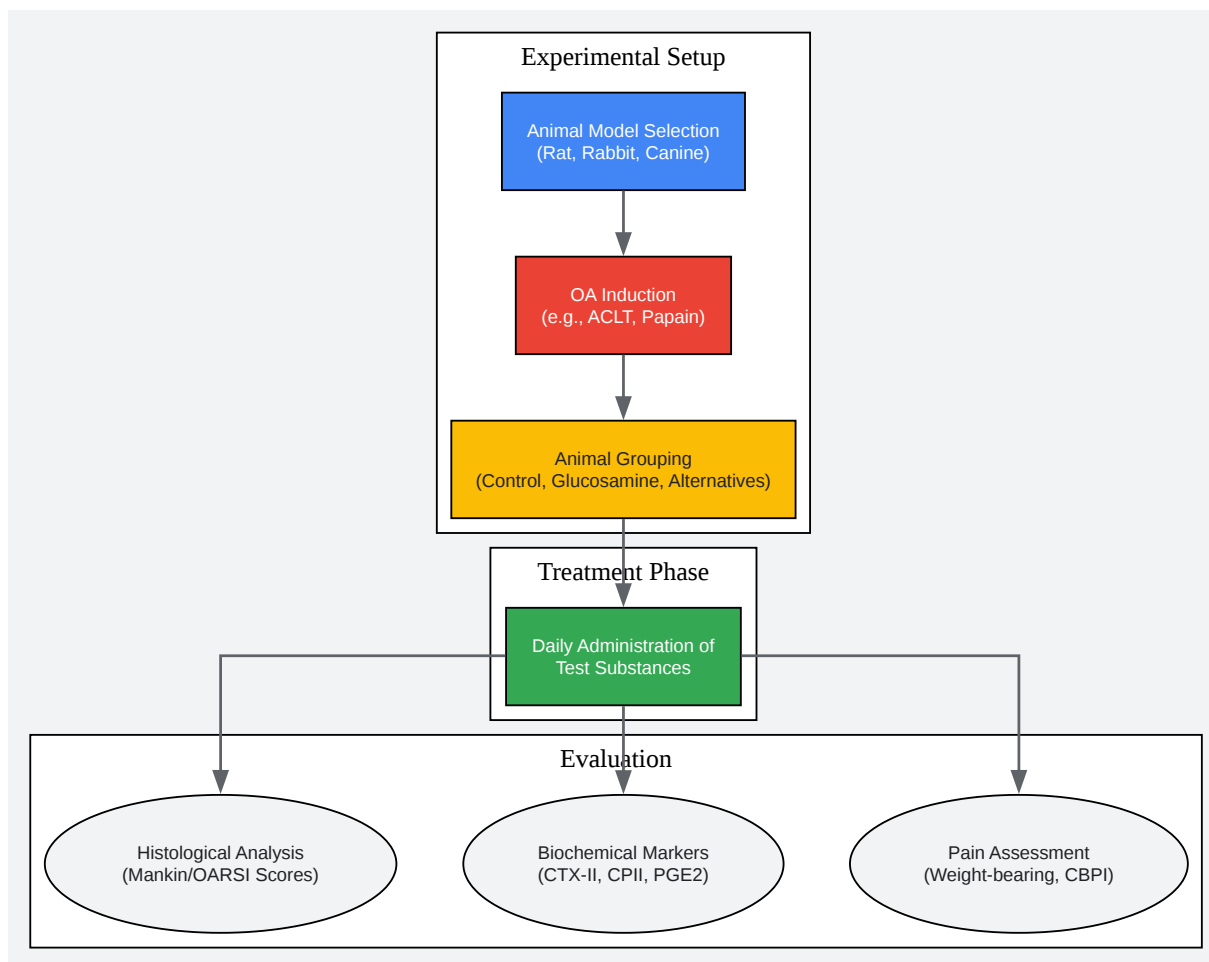 Experimental Setup
Animal Model Selection
(Rat, Rabbit, Canine)
OA Induction
(e.g., ACLT, Papain)
Animal Grouping
(Control, Glucosamine, Alternatives)
Treatment Phase
Daily Administration of
Test Substances
Evaluation
Histological Analysis
(Mankin/OARSI Scores)
Biochemical Markers
(CTX-II, CPII, PGE2)
Pain Assessment
(Weight-bearing, CBPI)